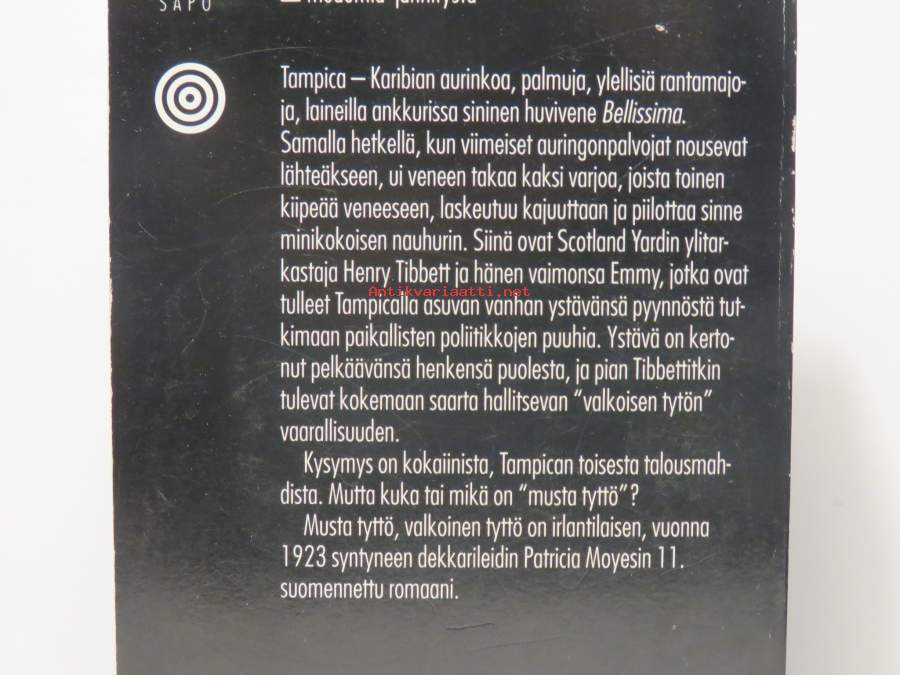 SAPO
modernia jännitystä
Tampica – Karibian aurinkoa, palmuja, ylellisiä rantamajo-
ja, laineilla ankkurissa sininen huvivene Bellissima.
Samalla hetkellä, kun viimeiset auringonpalvojat nousevat
lähteäkseen, ui veneen takaa kaksi varjoa, joista toinen
kiipeää veneeseen, laskeutuu kajuuttaan ja piilottaa sinne
minikokoisen nauhurin. Siinä ovat Scotland Yardin ylitar-
kastaja Henry Tibbett ja hänen vaimonsa Emmy, jotka ovat
Antikvariaatti.net
tulleet Tampicalla asuvan vanhan ystävänsä pyynnöstä tut-
kimaan paikallisten poliitikkojen puuhia. Ystävä on kerto-
nut pelkäävänsä henkensä puolesta, ja pian Tibbettitkin
tulevat kokemaan saarta hallitsevan "valkoisen tytön"
vaarallisuuden.
Kysymys on kokaiinista, Tampican toisesta talousmah-
dista. Mutta kuka tai mikä on "musta tyttö"?
Musta tyttö, valkoinen tyttö on irlantilaisen, vuonna
1923 syntyneen dekkarileidin Patricia Moyesin 11.
suomennettu romaani.